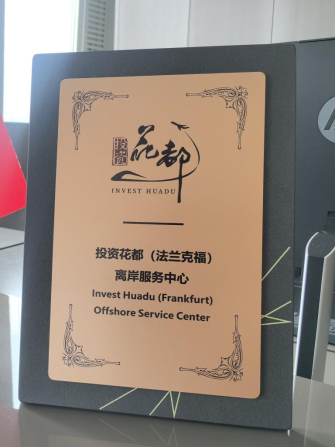 投资
花都
INVEST HUADU
投资花都（法兰克福）
离岸服务中心
Invest Huadu (Frankfurt)
Offshore Service Center